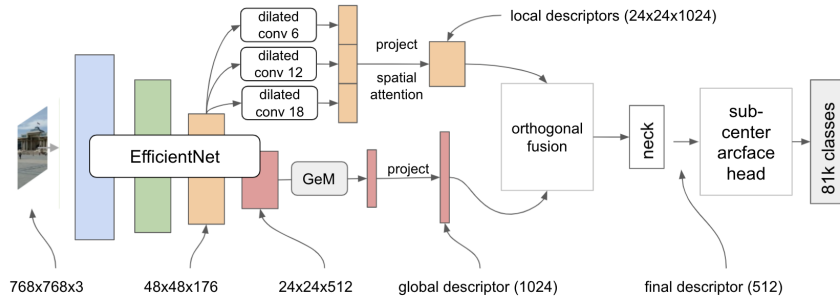 dilated
conv 6
dilated
conv 12
dilated
conv 18
project
spatial
attention
local descriptors (24x24x1024)
EfficientNet
GeM
project
orthogonal
fusion
neck
sub-
center
arcface
head
81k classes
768x768x3
48x48x176
24x24x512
global descriptor (1024)
final descriptor (512)